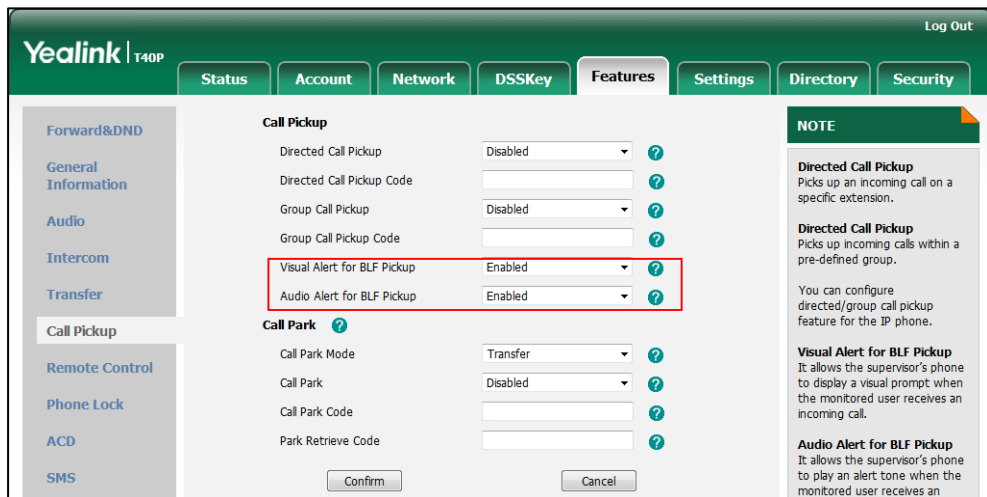 Log Out
Yealink T40P
Status Account Network DSSKey Features Settings Directory Security
Forward&DND
General
Information
Audio
Intercom
Transfer
Call Pickup
Remote Control
Phone Lock
ACD
SMS
Call Pickup
Directed Call Pickup Disabled ?
Directed Call Pickup Code ?
Group Call Pickup Disabled ?
Group Call Pickup Code ?
Visual Alert for BLF Pickup Enabled ?
Audio Alert for BLF Pickup Enabled ?
Call Park ?
Call Park Mode Transfer ?
Call Park Disabled ?
Call Park Code ?
Park Retrieve Code ?
Confirm Cancel
NOTE
Directed Call Pickup
Picks up an incoming call on a
specific extension.
Directed Call Pickup
Picks up incoming calls within a
pre-defined group.
You can configure
directed/group call pickup
feature for the IP phone.
Visual Alert for BLF Pickup
It allows the supervisor's phone
to display a visual prompt when
the monitored user receives an
incoming call.
Audio Alert for BLF Pickup
It allows the supervisor's phone
to play an alert tone when the
monitored user receives an